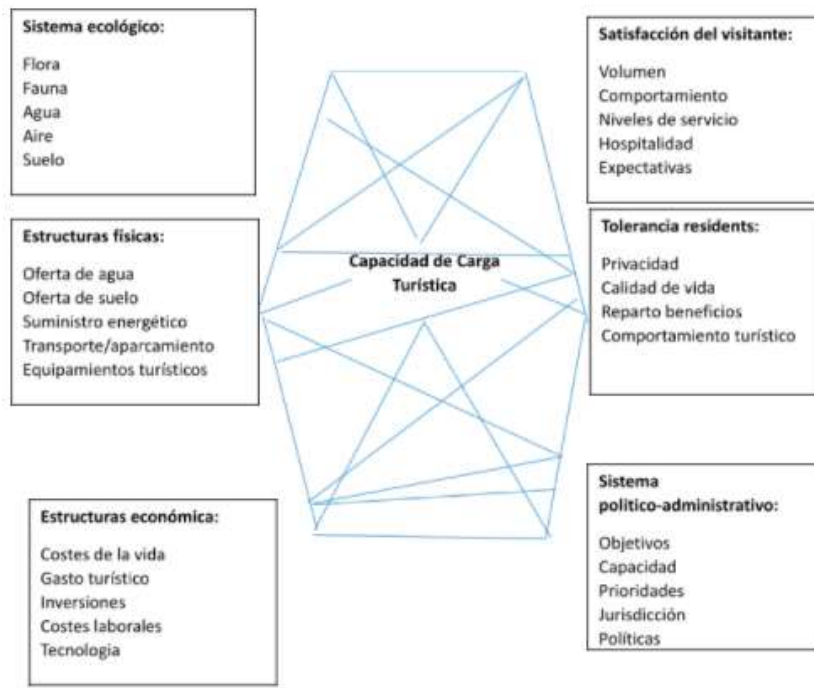 Sistema ecológico:
Flora
Fauna
Agua
Aire
Suelo
Satisfacción del visitante:
Volumen
Comportamiento
Niveles de servicio
Hospitalidad
Expectativas
Estructuras físicas:
Oferta de agua
Oferta de suelo
Suministro energético
Transporte/aparcamiento
Equipamientos turísticos
Capacidad de Carga
Turística
Tolerancia residents:
Privacidad
Calidad de vida
Reparto beneficios
Comportamiento turístico
Estructuras económica:
Costes de la vida
Gasto turístico
Inversiones
Costes laborales
Tecnologia
Sistema
politico-administrativo:
Objetivos
Capacidad
Prioridades
Jurisdicción
Políticas